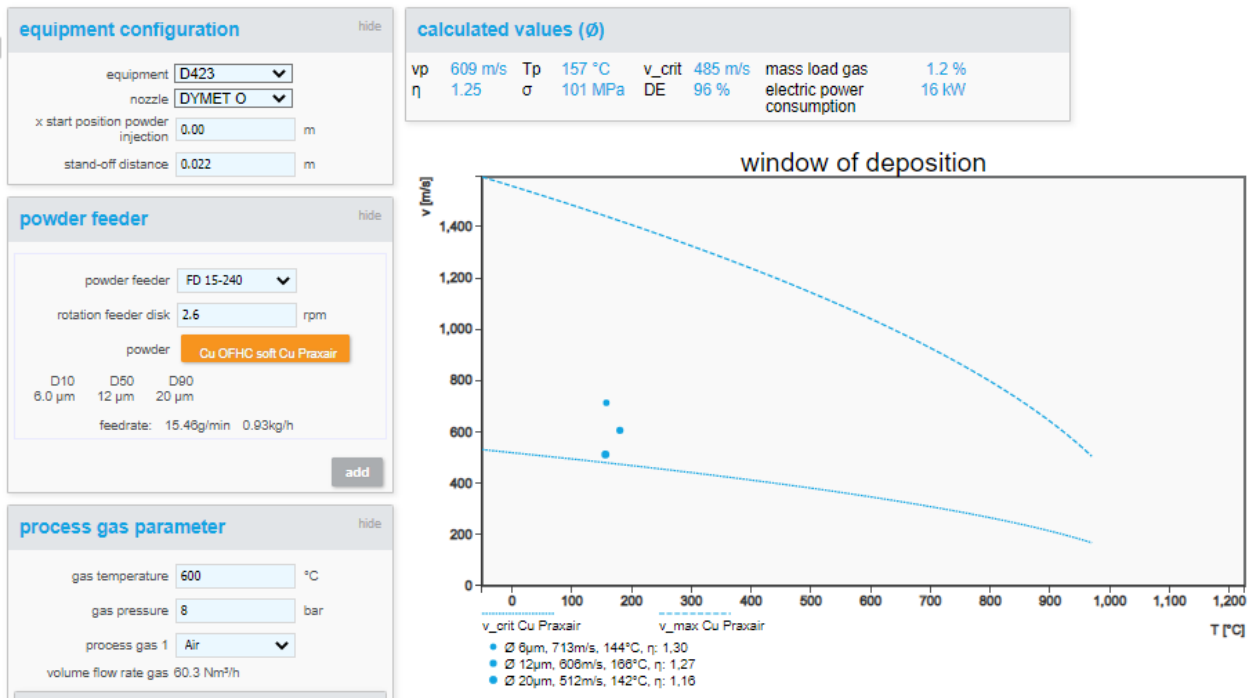 equipment configuration hide
equipment D423
nozzle DYMET O
x start position powder injection 0.00 m
stand-off distance 0.022 m
powder feeder hide
powder feeder FD 15-240
rotation feeder disk 2.6 rpm
powder Cu OFHC soft Cu Praxair
D10 D50 D90
6.0 µm 12 µm 20 µm
feedrate: 15.46g/min 0.93kg/h
add
process gas parameter hide
gas temperature 600 °C
gas pressure 8 bar
process gas 1 Air
volume flow rate gas 60.3 Nm³/h
calculated values (Ø)
vp 609 m/s Tp 157 °C v_crit 485 m/s mass load gas 1.2 %
η 1.25 σ 101 MPa DE 96 % electric power consumption 16 kW
window of deposition
v [m/s]
1,400
1,200
1,000
800
600
400
200
0
0 100 200 300 400 500 600 700 800 900 1,000 1,100 1,200
T [°C]
v_crit Cu Praxair v_max Cu Praxair
Ø 6µm, 713m/s, 144°C, η: 1,30
Ø 12µm, 606m/s, 166°C, η: 1,27
Ø 20µm, 512m/s, 142°C, η: 1,16